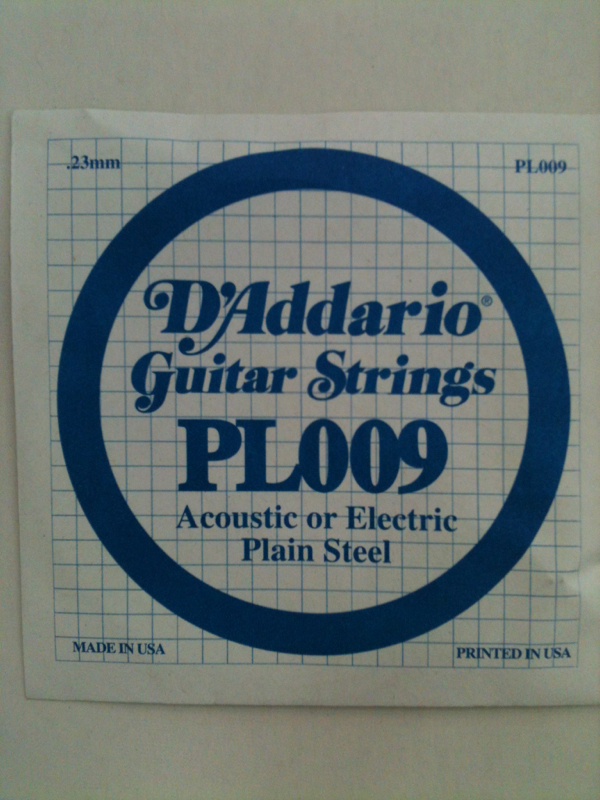 .23mm
PL009
D'Addario®
Guitar Strings
PL009
Acoustic or Electric
Plain Steel
MADE IN USA
PRINTED IN USA